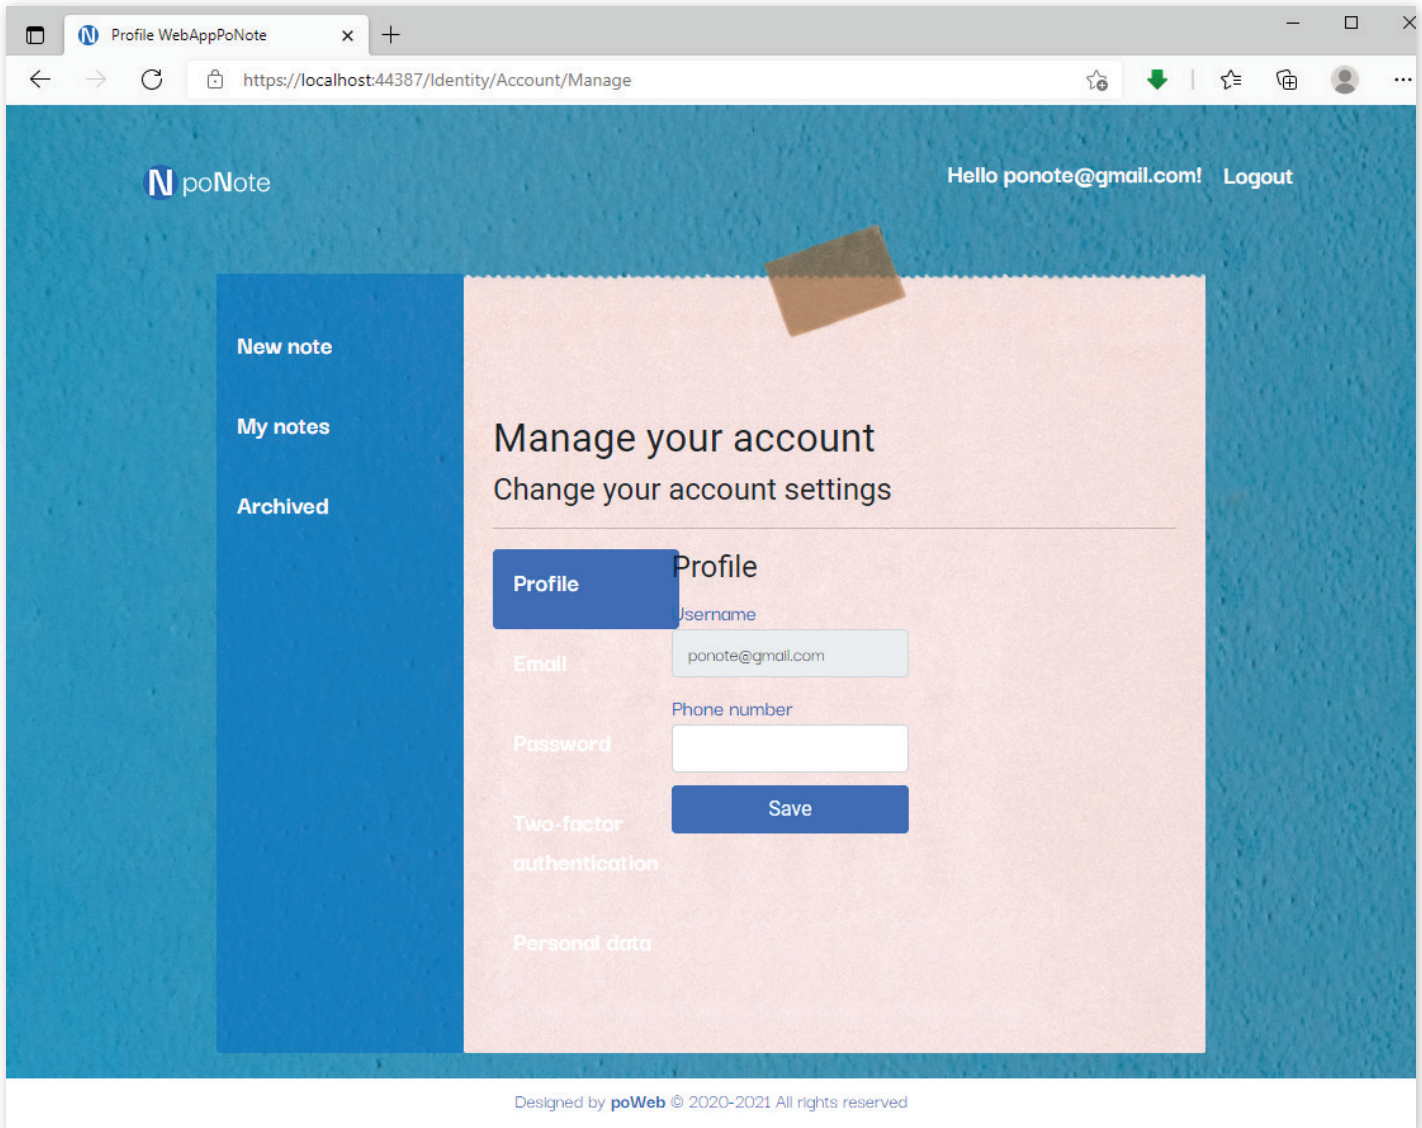 Profile WebAppPoNote
https://localhost:44387/Identity/Account/Manage
N poNote
Hello ponote@gmail.com! Logout
New note
My notes
Archived
Manage your account
Change your account settings
Profile
Email
Password
Two-factor
authentication
Personal data
Profile
Username
ponote@gmail.com
Phone number
Save
Designed by poWeb © 2020-2021 All rights reserved